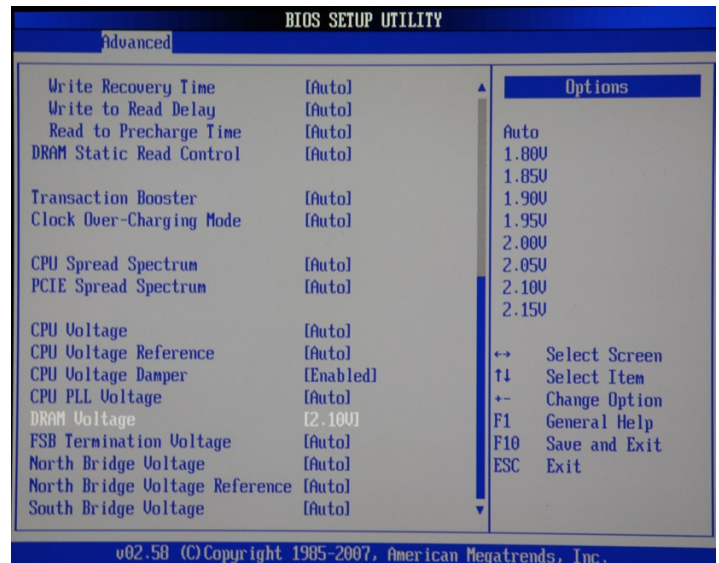 BIOS SETUP UTILITY
Advanced
Write Recovery Time [Auto]
Write to Read Delay [Auto]
Read to Precharge Time [Auto]
DRAM Static Read Control [Auto]
Transaction Booster [Auto]
Clock Over-Charging Mode [Auto]
CPU Spread Spectrum [Auto]
PCIE Spread Spectrum [Auto]
CPU Voltage [Auto]
CPU Voltage Reference [Auto]
CPU Voltage Damper [Enabled]
CPU PLL Voltage [Auto]
DRAM Voltage [2.10V]
FSB Termination Voltage [Auto]
North Bridge Voltage [Auto]
North Bridge Voltage Reference [Auto]
South Bridge Voltage [Auto]
Options
Auto
1.80V
1.85V
1.90V
1.95V
2.00V
2.05V
2.10V
2.15V
↔ Select Screen
↑↓ Select Item
+- Change Option
F1 General Help
F10 Save and Exit
ESC Exit
v02.58 (C)Copyright 1985-2007, American Megatrends, Inc.